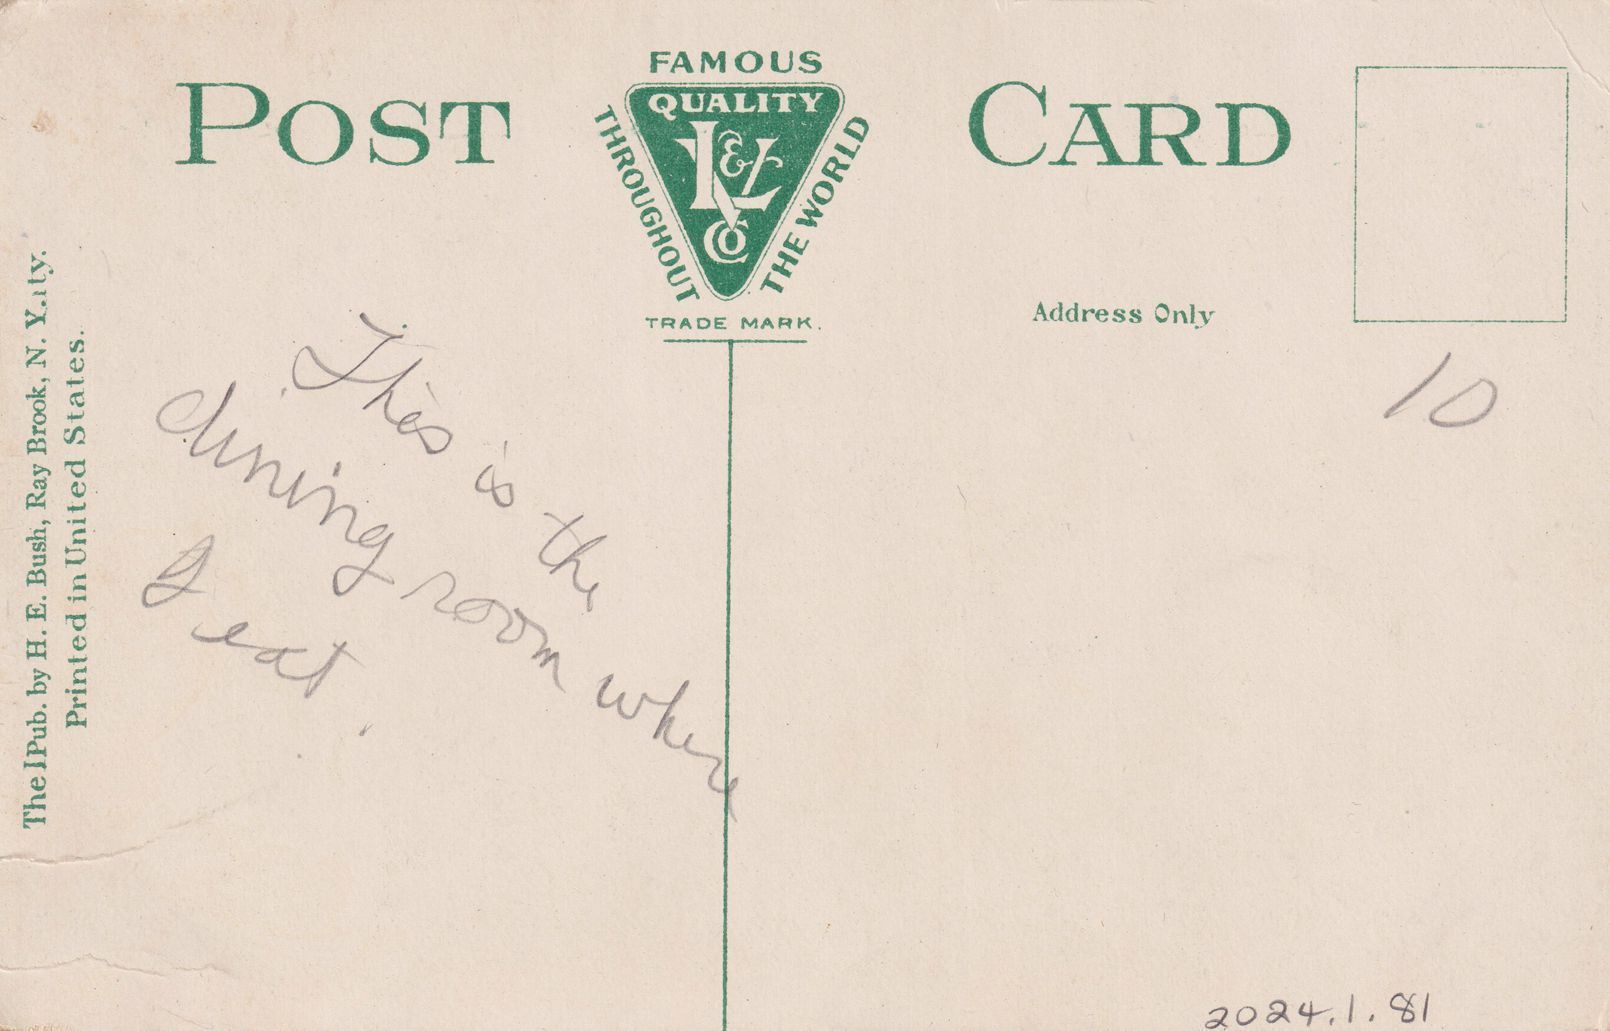 FAMOUS
QUALITY
THROUGHOUT
THE WORLD
POST CARD
K & V
CO
TRADE MARK.
Address Only
Pub. by H. E. Bush, Ray Brook, N. Y.
Printed in United States.
This is the
dining room where
I eat.
10
2024.1.81